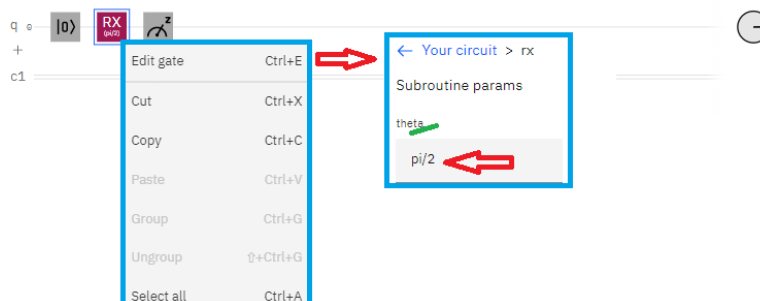 q 0 |0⟩ RX (pi/2) z
+
c1
Edit gate Ctrl+E
Cut Ctrl+X
Copy Ctrl+C
Paste Ctrl+V
Group Ctrl+G
Ungroup ⇧+Ctrl+G
Select all Ctrl+A
← Your circuit > rx
Subroutine params
theta
pi/2